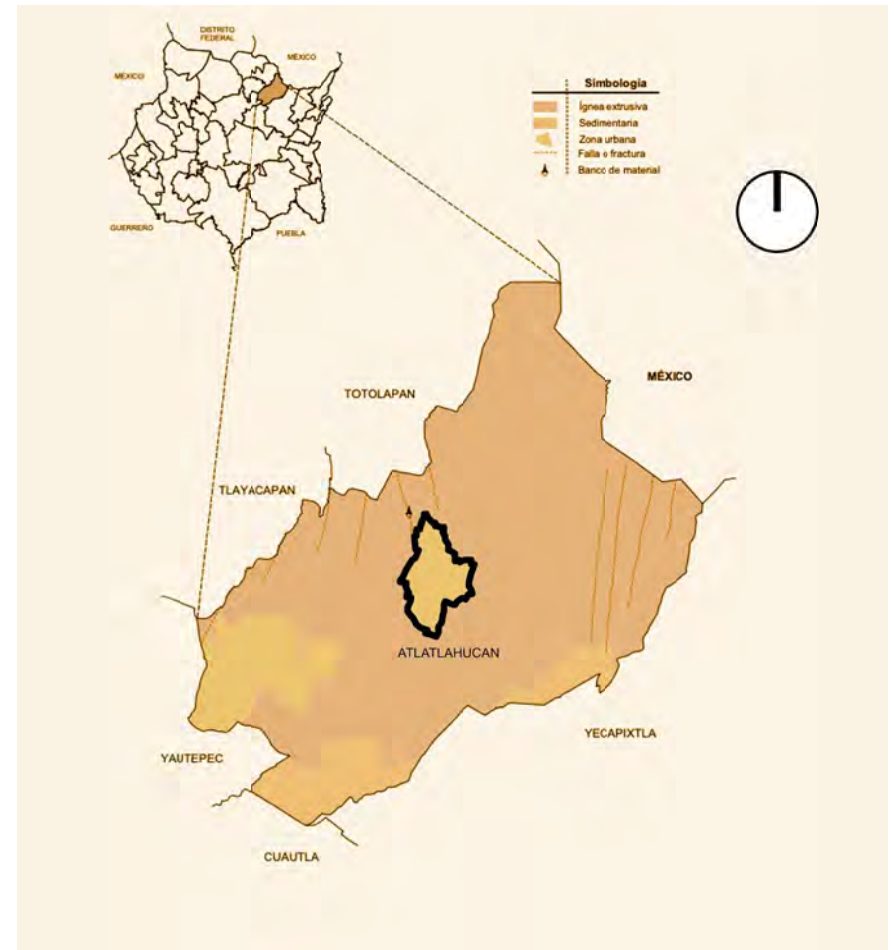 DISTRITO
FEDERAL
MÉXICO
MÉXICO
GUERRERO
PUEBLA
Simbología
Ígnea extrusiva
Sedimentaria
Zona urbana
Falla o fractura
Banco de material
MÉXICO
TOTOLAPAN
TLAYACAPAN
ATLATLAHUCAN
YECAPIXTLA
YAUTEPEC
CUAUTLA